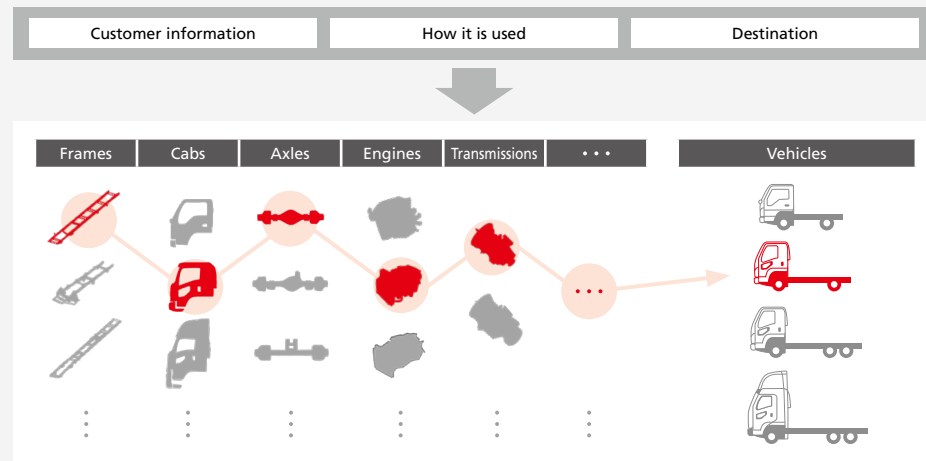 Customer information
How it is used
Destination
Frames
Cabs
Axles
Engines
Transmissions
• • •
Vehicles
• • •